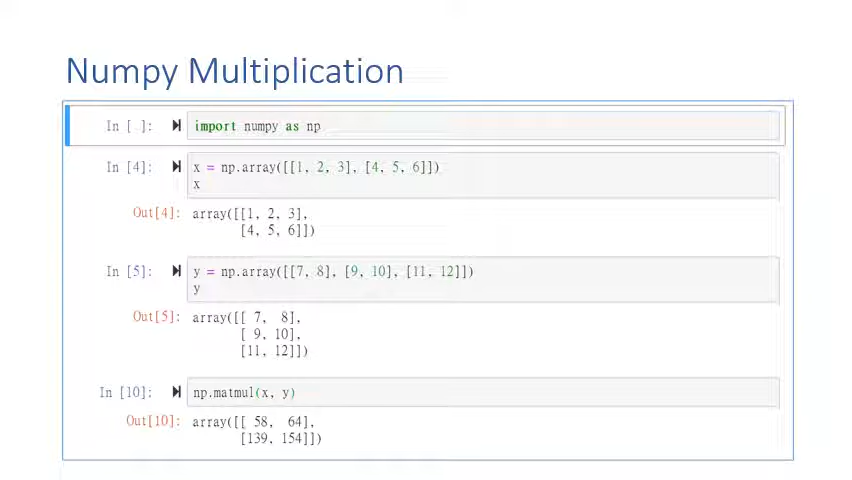 Numpy Multiplication
In [ ]: import numpy as np
In [4]: x = np.array([[1, 2, 3], [4, 5, 6]])
x
Out[4]: array([[1, 2, 3],
[4, 5, 6]])
In [5]: y = np.array([[7, 8], [9, 10], [11, 12]])
y
Out[5]: array([[ 7,  8],
[ 9, 10],
[11, 12]])
In [10]: np.matmul(x, y)
Out[10]: array([[ 58,  64],
[139, 154]])